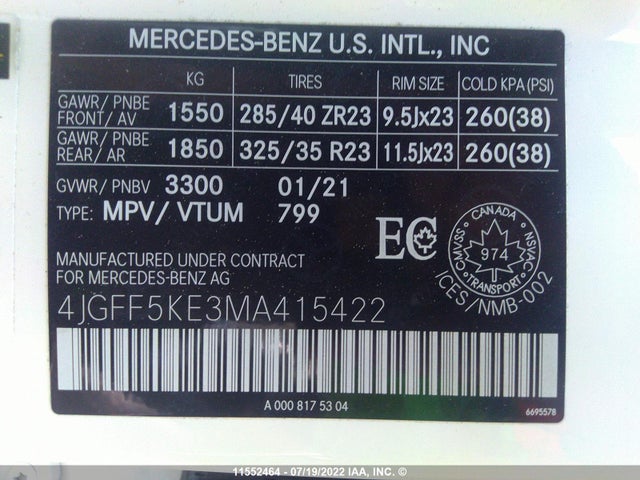 MERCEDES-BENZ U.S. INTL., INC
KG TIRES RIM SIZE COLD KPA (PSI)
GAWR/ PNBE FRONT/ AV 1550 285/40 ZR23 9.5Jx23 260(38)
GAWR/ PNBE REAR/ AR 1850 325/35 R23 11.5Jx23 260(38)
GVWR/ PNBV 3300 01/21
TYPE: MPV/ VTUM 799
EC
CANADA
CMVSS 974 NSVAC
TRANSPORT
ICES/NMB-002
MANUFACTURED UNDER CONTRACT
FOR MERCEDES-BENZ AG
4JGFF5KE3MA415422
A 000 817 53 04
6695578
11552464 - 07/19/2022 IAA, INC. ©